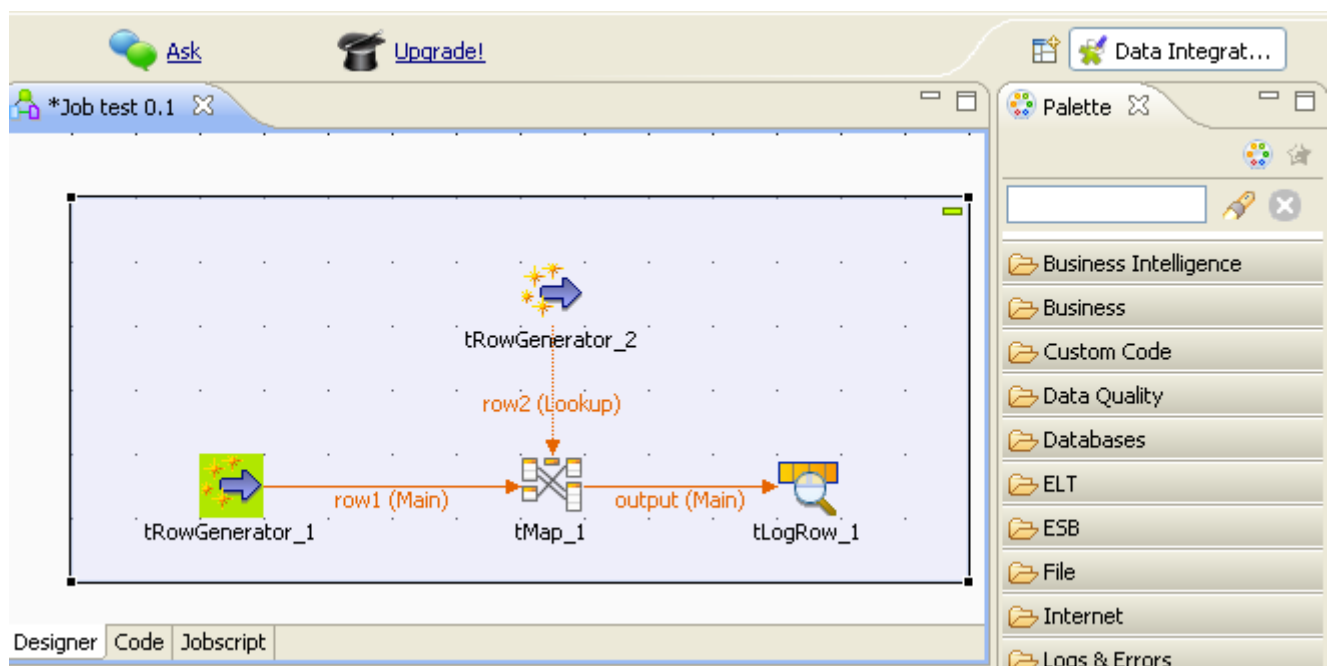 Ask Upgrade! Data Integrat...
*Job test 0.1
Palette
tRowGenerator_2
row2 (Lookup)
row1 (Main) output (Main)
tRowGenerator_1 tMap_1 tLogRow_1
Designer Code Jobscript
Business Intelligence
Business
Custom Code
Data Quality
Databases
ELT
ESB
File
Internet
Logs & Errors